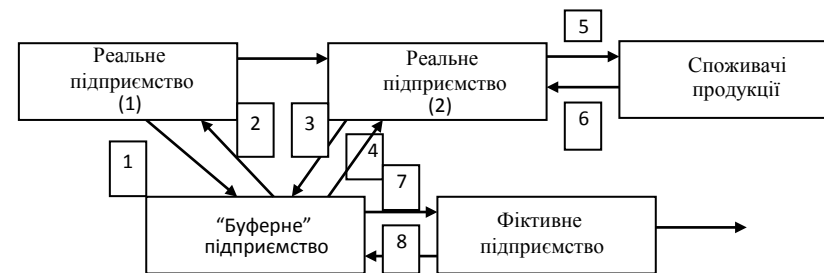 5
Реальне
підприємство
(1)
Реальне
підприємство
(2)
Споживачі
продукції
6
2
3
4
1
7
“Буферне”
підприємство
8
Фіктивне
підприємство